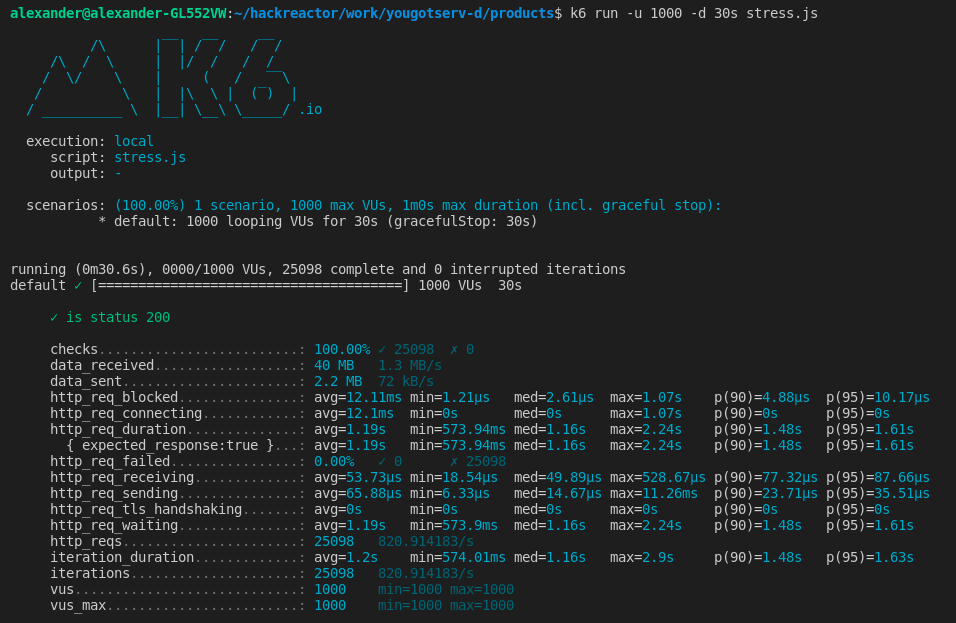 alexander@alexander-GL552VW:~/hackreactor/work/yougotserv-d/products$ k6 run -u 1000 -d 30s stress.js
K6 .io
execution: local
script: stress.js
output: -
scenarios: (100.00%) 1 scenario, 1000 max VUs, 1m0s max duration (incl. graceful stop):
* default: 1000 looping VUs for 30s (gracefulStop: 30s)
running (0m30.6s), 0000/1000 VUs, 25098 complete and 0 interrupted iterations
default ✓ [======================================] 1000 VUs  30s
✓ is status 200
checks.........................: 100.00% ✓ 25098  ✗ 0
data_received..................: 40 MB   1.3 MB/s
data_sent......................: 2.2 MB  72 kB/s
http_req_blocked...............: avg=12.11ms min=1.21µs   med=2.61µs  max=1.07s    p(90)=4.88µs  p(95)=10.17µs
http_req_connecting............: avg=12.1ms  min=0s       med=0s      max=1.07s    p(90)=0s      p(95)=0s
http_req_duration..............: avg=1.19s   min=573.94ms med=1.16s   max=2.24s    p(90)=1.48s   p(95)=1.61s
{ expected_response:true }...: avg=1.19s   min=573.94ms med=1.16s   max=2.24s    p(90)=1.48s   p(95)=1.61s
http_req_failed................: 0.00%   ✓ 0      ✗ 25098
http_req_receiving.............: avg=53.73µs min=18.54µs  med=49.89µs max=528.67µs p(90)=77.32µs p(95)=87.66µs
http_req_sending...............: avg=65.88µs min=6.33µs   med=14.67µs max=11.26ms  p(90)=23.71µs p(95)=35.51µs
http_req_tls_handshaking.......: avg=0s      min=0s       med=0s      max=0s       p(90)=0s      p(95)=0s
http_req_waiting...............: avg=1.19s   min=573.9ms  med=1.16s   max=2.24s    p(90)=1.48s   p(95)=1.61s
http_reqs......................: 25098   820.914183/s
iteration_duration.............: avg=1.2s    min=574.01ms med=1.16s   max=2.9s     p(90)=1.48s   p(95)=1.63s
iterations.....................: 25098   820.914183/s
vus............................: 1000    min=1000 max=1000
vus_max........................: 1000    min=1000 max=1000